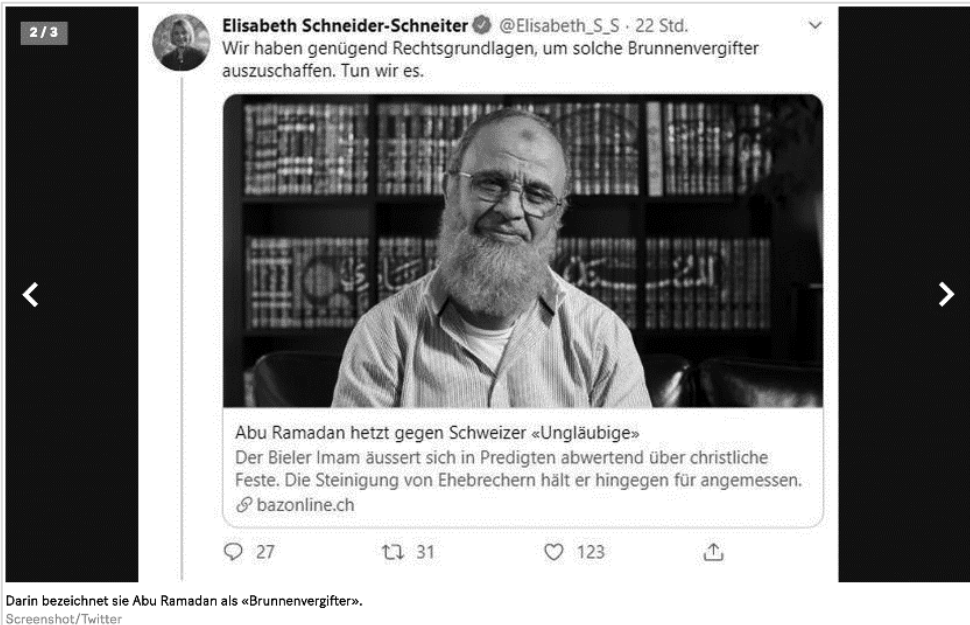 2/3
Elisabeth Schneider-Schneiter @Elisabeth_S_S · 22 Std.
Wir haben genügend Rechtsgrundlagen, um solche Brunnenvergifter
auszuschaffen. Tun wir es.
Abu Ramadan hetzt gegen Schweizer «Ungläubige»
Der Bieler Imam äussert sich in Predigten abwertend über christliche
Feste. Die Steinigung von Ehebrechern hält er hingegen für angemessen.
bazonline.ch
27 31 123
Darin bezeichnet sie Abu Ramadan als «Brunnenvergifter».
Screenshot/Twitter